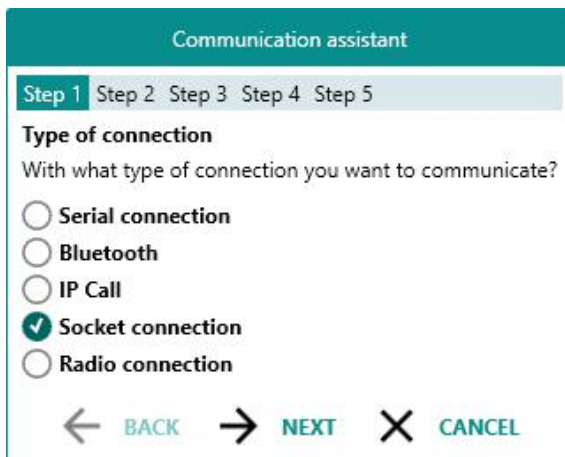 Communication assistant
Step 1 Step 2 Step 3 Step 4 Step 5
Type of connection
With what type of connection you want to communicate?
Serial connection
Bluetooth
IP Call
Socket connection
Radio connection
BACK NEXT CANCEL